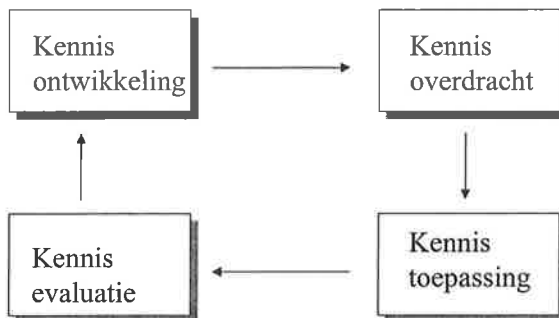 Kennis
ontwikkeling
Kennis
overdracht
Kennis
toepassing
Kennis
evaluatie